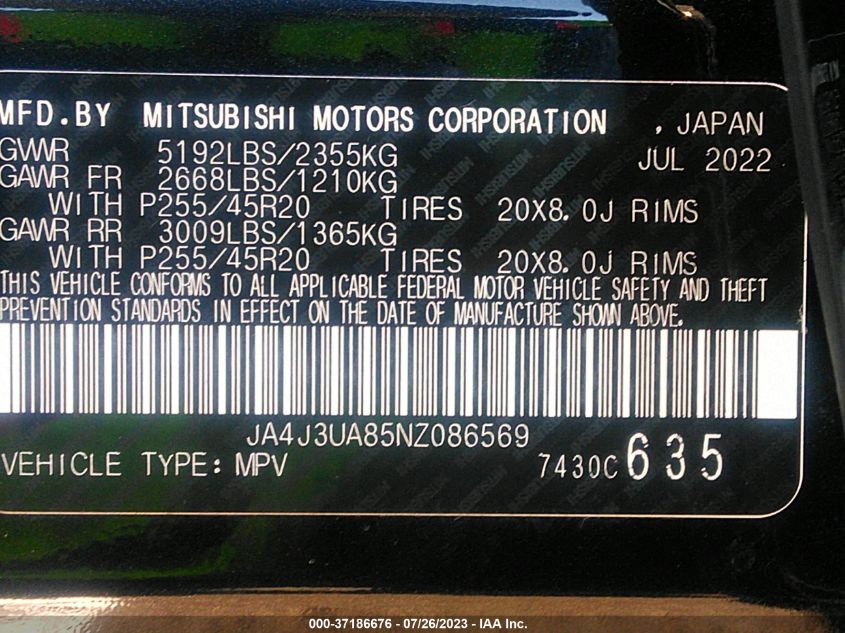 MFD.BY MITSUBISHI MOTORS CORPORATION , JAPAN
GVWR 5192LBS/2355KG JUL 2022
GAWR FR 2668LBS/1210KG
WITH P255/45R20 TIRES 20X8.0J RIMS
GAWR RR 3009LBS/1365KG
WITH P255/45R20 TIRES 20X8.0J RIMS
THIS VEHICLE CONFORMS TO ALL APPLICABLE FEDERAL MOTOR VEHICLE SAFETY AND THEFT
PREVENTION STANDARDS IN EFFECT ON THE DATE OF MANUFACTURE SHOWN ABOVE.
JA4J3UA85NZ086569
VEHICLE TYPE: MPV 7430C 635
000-37186676 - 07/26/2023 - IAA Inc.